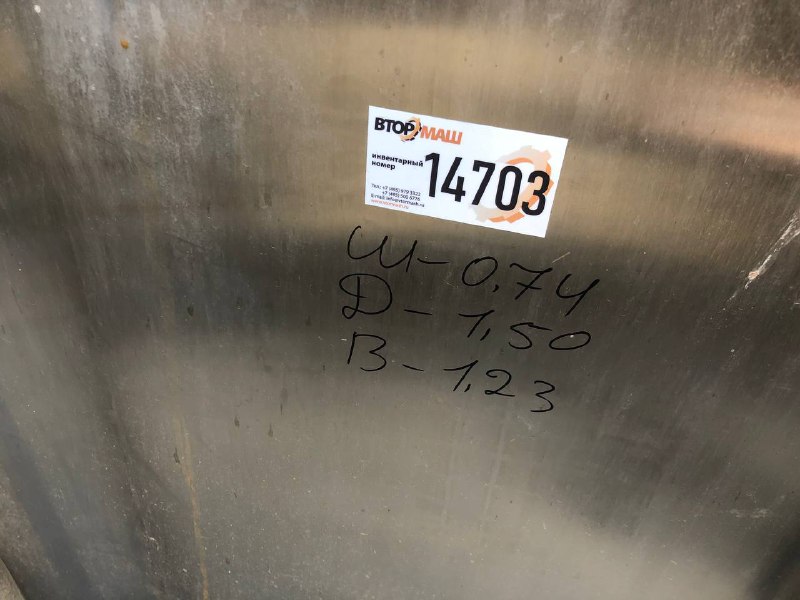 ВТОРМАШ
инвентарный
номер
14703
Ш-0,74
Д-1,50
В-1,23